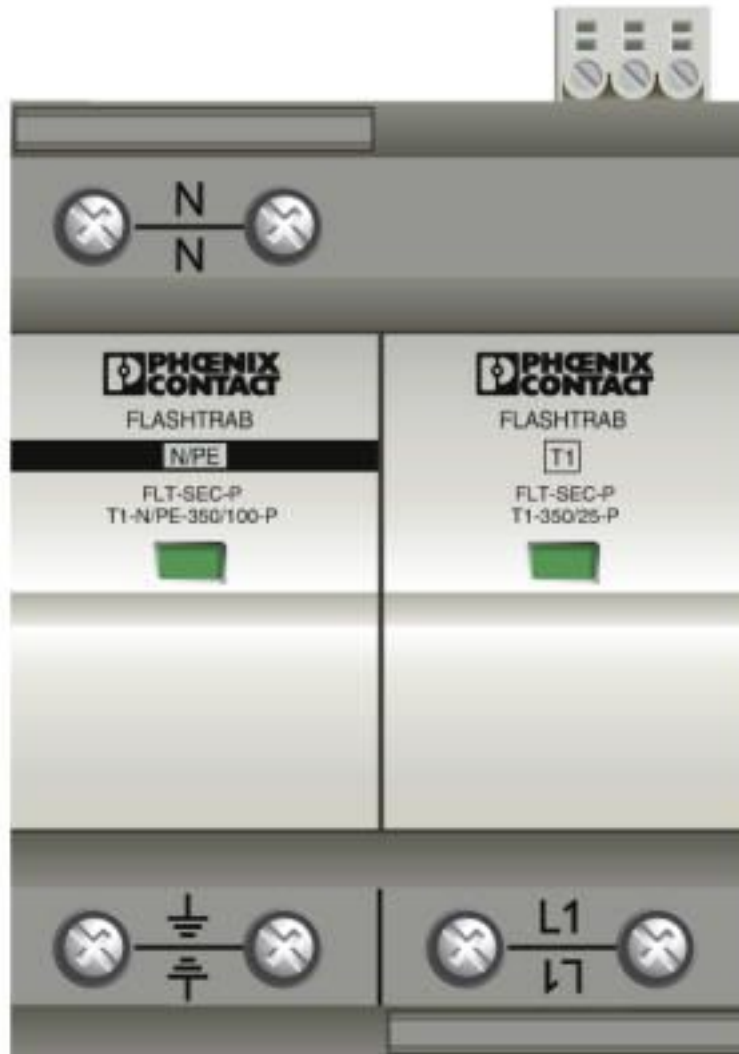 N
N
PHŒNIX
CONTACT
FLASHTRAB
N/PE
FLT-SEC-P
T1-N/PE-350/100-P
PHŒNIX
CONTACT
FLASHTRAB
T1
FLT-SEC-P
T1-350/25-P
L1
L1